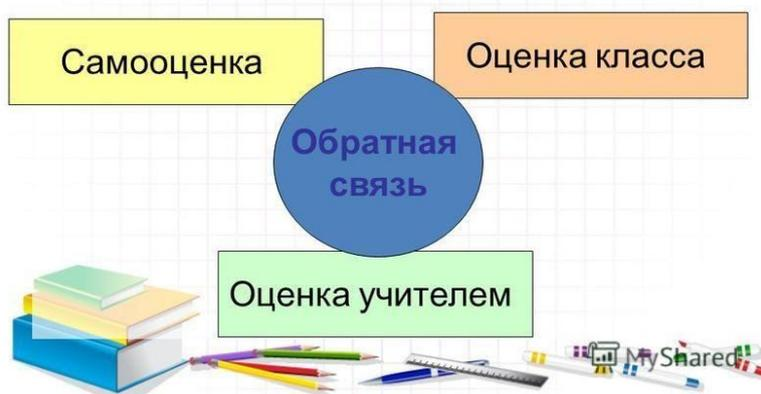 Самооценка
Оценка класса
Обратная
связь
Оценка учителем
MyShared